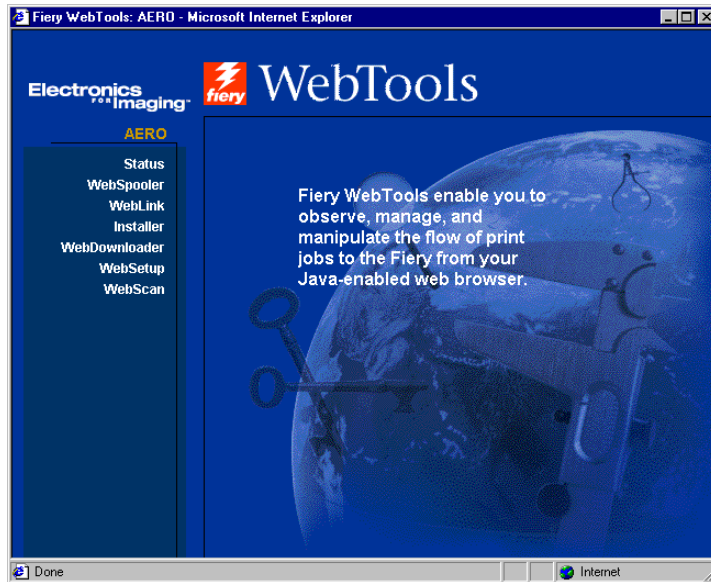 Fiery WebTools: AERO - Microsoft Internet Explorer
Electronics
FOR Imaging™
fiery
WebTools
AERO
Status
WebSpooler
WebLink
Installer
WebDownloader
WebSetup
WebScan
Fiery WebTools enable you to
observe, manage, and
manipulate the flow of print
jobs to the Fiery from your
Java-enabled web browser.
Done
Internet